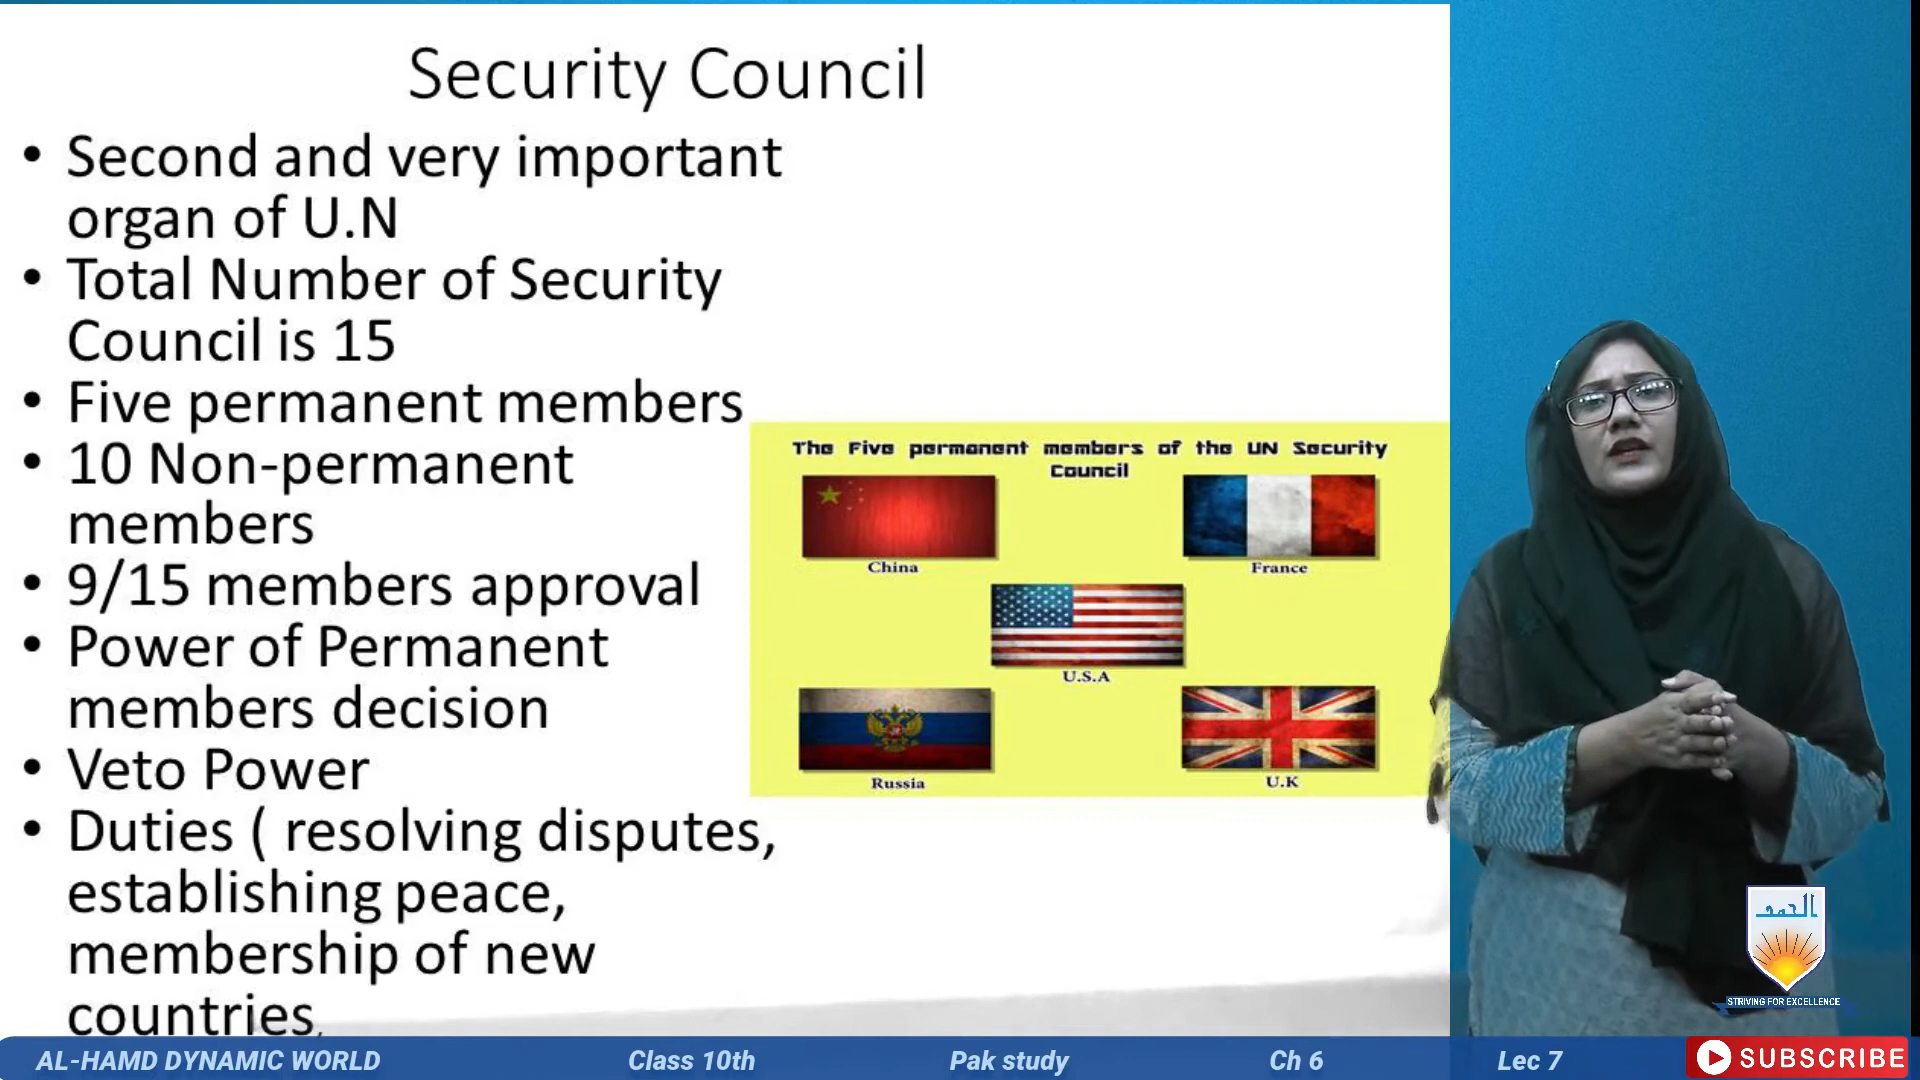 Security Council
• Second and very important
organ of U.N
• Total Number of Security
Council is 15
• Five permanent members
• 10 Non-permanent
members
• 9/15 members approval
• Power of Permanent
members decision
• Veto Power
• Duties ( resolving disputes,
establishing peace,
membership of new
countries.
The Five permanent members of the UN Security
Council
China
France
U.S.A
Russia
U.K
الحمد
STRIVING FOR EXCELLENCE
AL-HAMD DYNAMIC WORLD Class 10th Pak study Ch 6 Lec 7 SUBSCRIBE